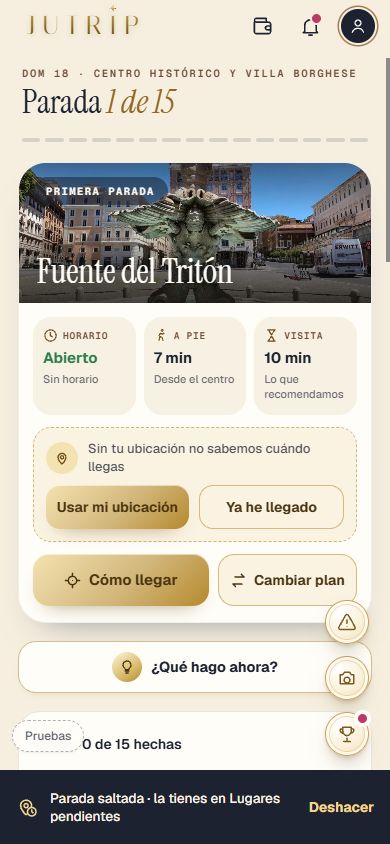 JUTRIP
DOM 18 · CENTRO HISTÓRICO Y VILLA BORGHESE
Parada 1 de 15
PRIMERA PARADA
ERWITT
Fuente del Tritón
HORARIO
Abierto
Sin horario
A PIE
7 min
Desde el centro
VISITA
10 min
Lo que
recomendamos
Sin tu ubicación no sabemos cuándo
llegas
Usar mi ubicación
Ya he llegado
Cómo llegar
Cambiar plan
¿Qué hago ahora?
Pruebas
0 de 15 hechas
Parada saltada · la tienes en Lugares
pendientes
Deshacer